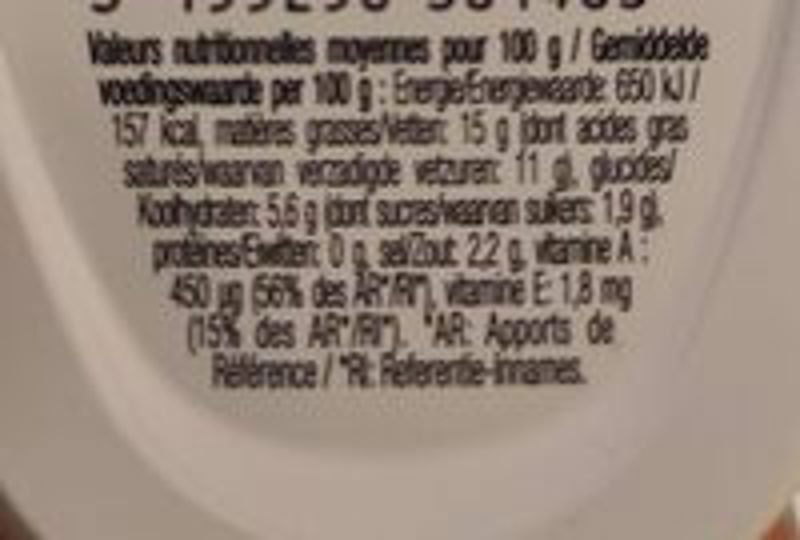 Valeurs nutritionnelles moyennes pour 100 g / Gemiddelde
voedingswaarde per 100 g : Energie/Energiewaarde: 650 kJ /
157 kcal, matières grasses/Vetten: 15 g (dont acides gras
saturés/waarvan verzadigde vetzuren: 11 g), glucides/
Koolhydraten: 5,6 g (dont sucres/waarvan suikers: 1,9 g),
protéines/Eiwitten: 0 g, sel/Zout: 2,2 g, vitamine A :
450 µg (56% des AR*/RI*), vitamine E: 1,8 mg
(15% des AR*/RI*). *AR: Apports de
Référence / *RI: Referentie-Innames.